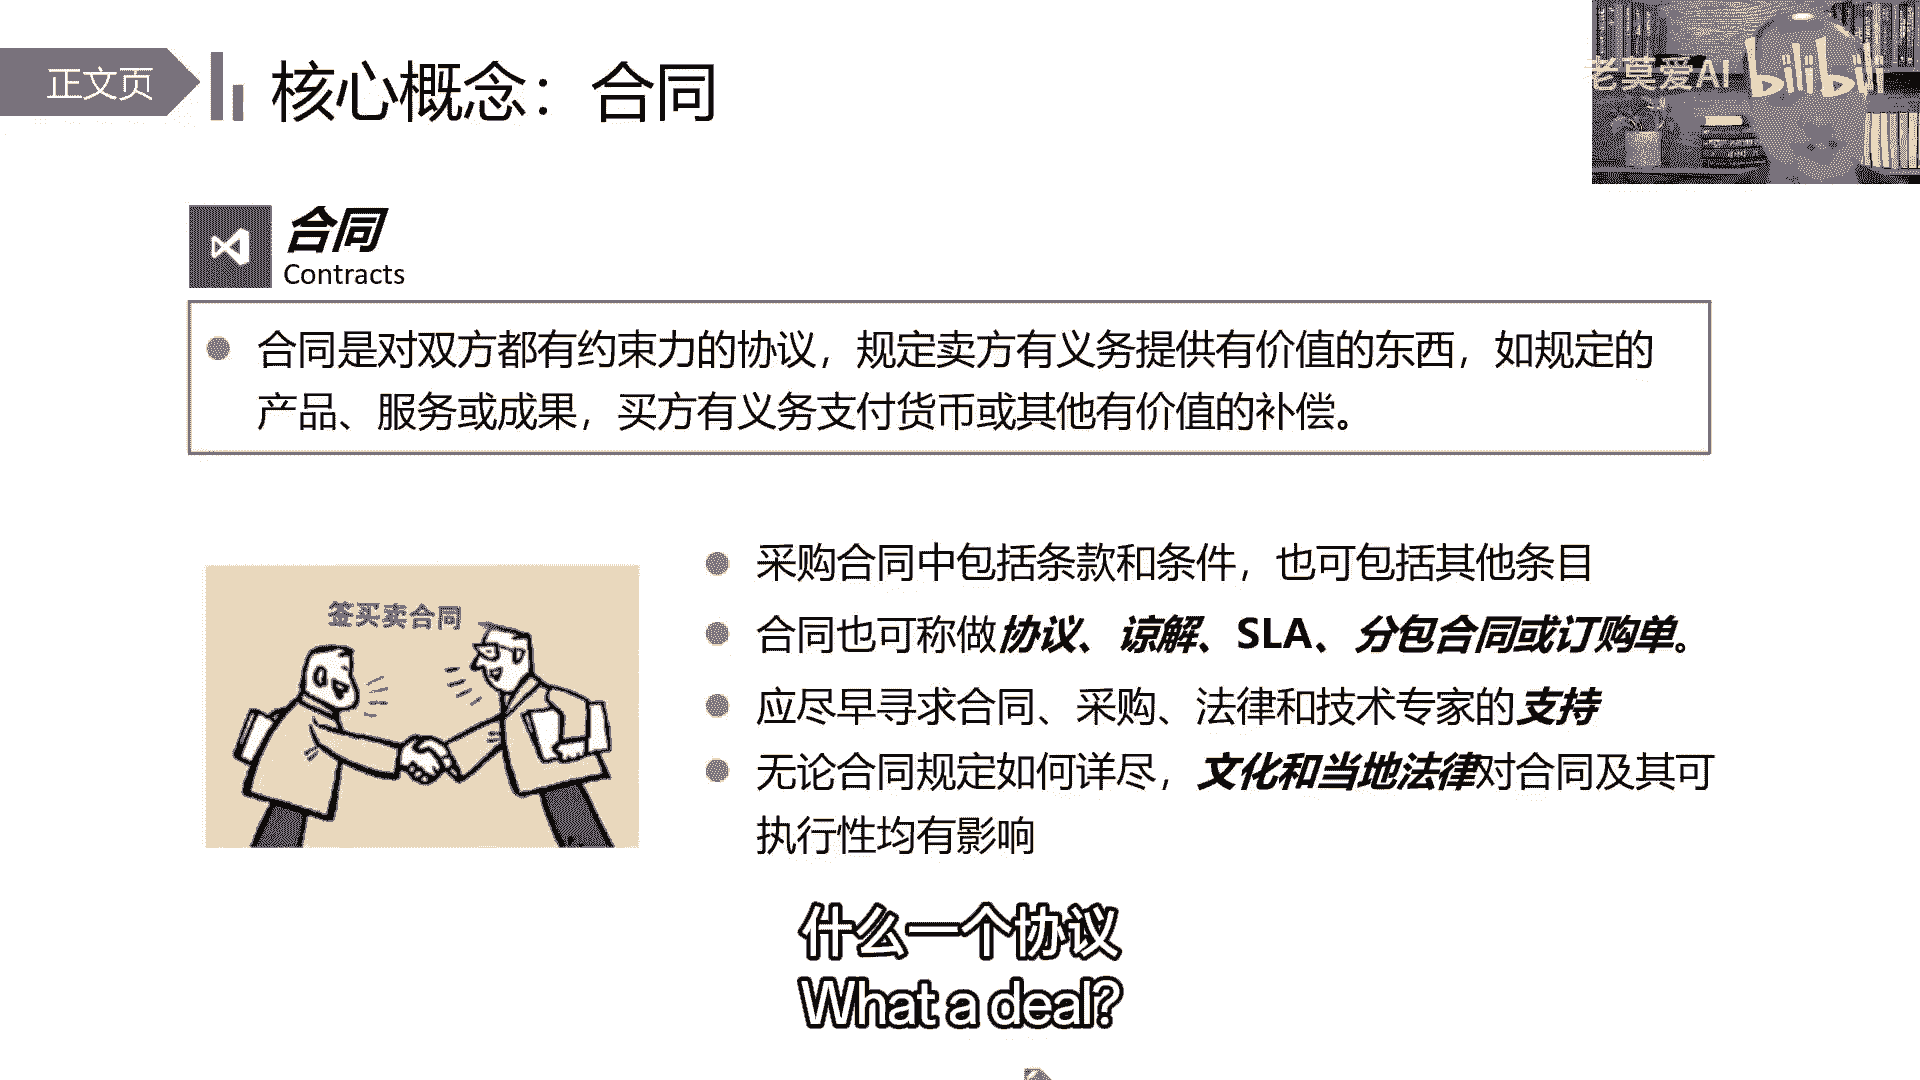 正文页
核心概念：合同
老莫爱AI
bilibili
合同
Contracts
合同是对双方都有约束力的协议，规定卖方有义务提供有价值的东西，如规定的
产品、服务或成果，买方有义务支付货币或其他有价值的补偿。
签买卖合同
采购合同中包括条款和条件，也可包括其他条目
合同也可称做协议、谅解、SLA、分包合同或订购单。
应尽早寻求合同、采购、法律和技术专家的支持
无论合同规定如何详尽，文化和当地法律对合同及其可
执行性均有影响
什么一个协议
What a deal?